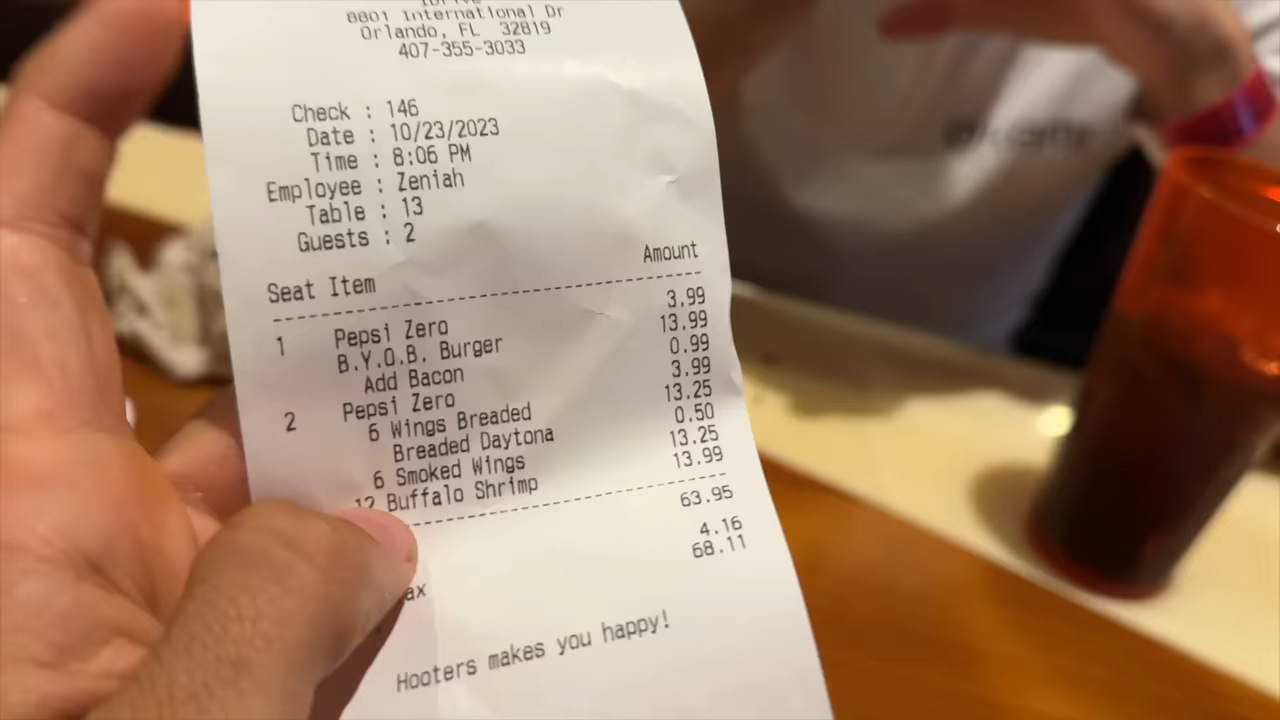 8801 International Dr
Orlando, FL 32819
407-355-3033
Check : 146
Date : 10/23/2023
Time : 8:06 PM
Employee : Zeniah
Table : 13
Guests : 2
Seat Item Amount
1 Pepsi Zero 3.99
B.Y.O.B. Burger 13.99
Add Bacon 0.99
2 Pepsi Zero 3.99
6 Wings Breaded 13.25
Breaded Daytona 0.50
6 Smoked Wings 13.25
12 Buffalo Shrimp 13.99
63.95
4.16
ax 68.11
Hooters makes you happy!